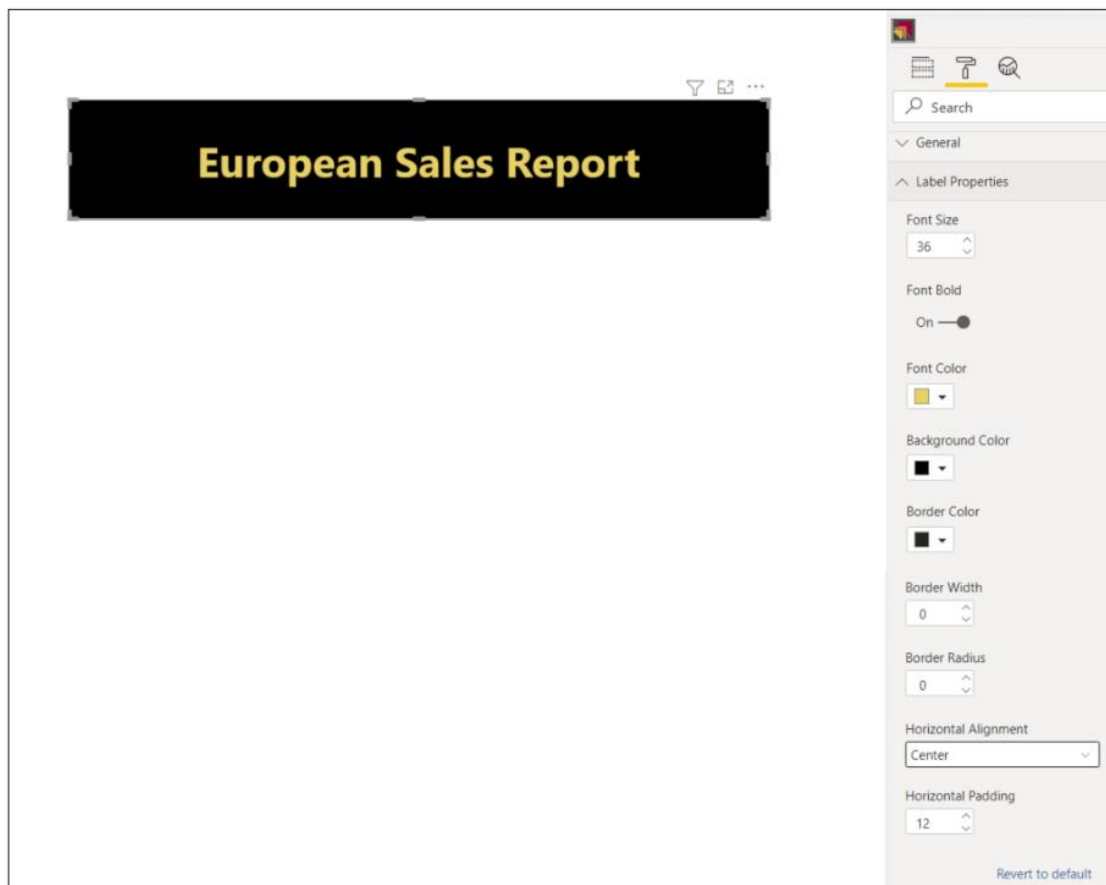 European Sales Report
Search
General
Label Properties
Font Size
36
Font Bold
On
Font Color
Background Color
Border Color
Border Width
0
Border Radius
0
Horizontal Alignment
Center
Horizontal Padding
12
Revert to default